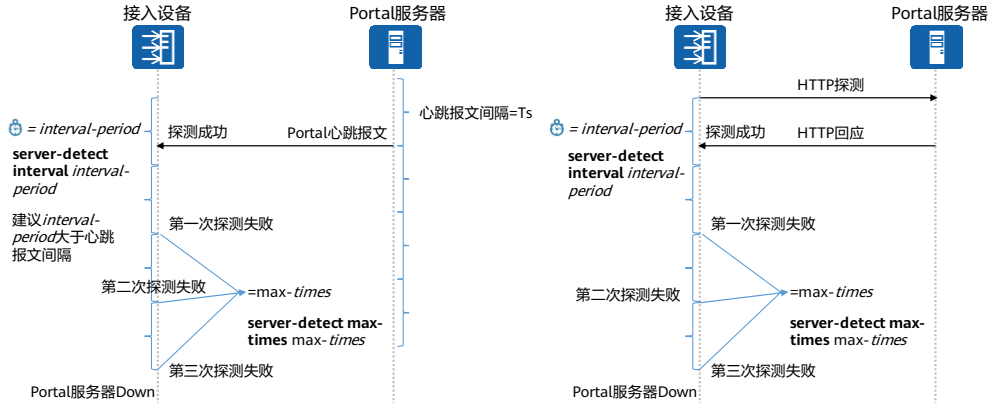 接入设备
Portal服务器
心跳报文间隔=Ts
= interval-period
探测成功
Portal心跳报文
server-detect
interval interval-
period
建议interval-
period大于心跳
报文间隔
第一次探测失败
第二次探测失败
=max-times
server-detect max-
times max-times
第三次探测失败
Portal服务器Down
接入设备
Portal服务器
HTTP探测
= interval-period
探测成功
HTTP回应
server-detect
interval interval-
period
第一次探测失败
第二次探测失败
=max-times
server-detect max-
times max-times
第三次探测失败
Portal服务器Down